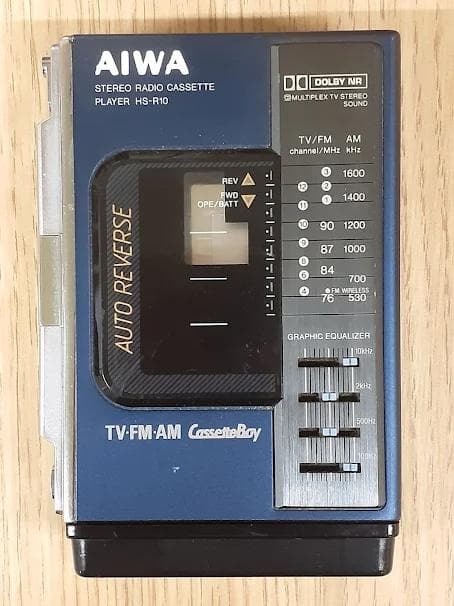 AIWA
STEREO RADIO CASSETTE
PLAYER HS-R10
DOLBY NR
MULTIPLEX TV STEREO
SOUND
TV/FM AM
channel/MHz kHz
REV
FWD
OPE/BATT
AUTO REVERSE
3 1600
12 2
1 1400
11
10 90 1200
9 87 1000
8
6 84 700
4 FM WIRELESS
76 530
GRAPHIC EQUALIZER
10kHz
2kHz
500Hz
100Hz
TV·FM·AM CassetteBoy